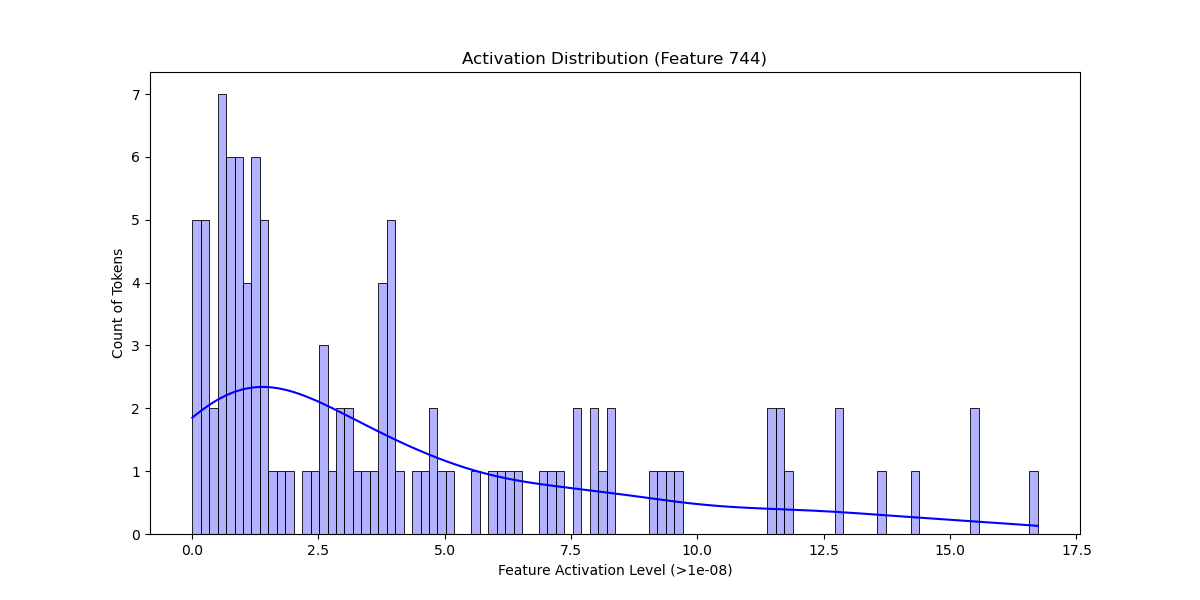 Activation Distribution (Feature 744)
Count of Tokens
7
6
5
4
3
2
1
0
0.0 2.5 5.0 7.5 10.0 12.5 15.0 17.5
Feature Activation Level (>1e-08)